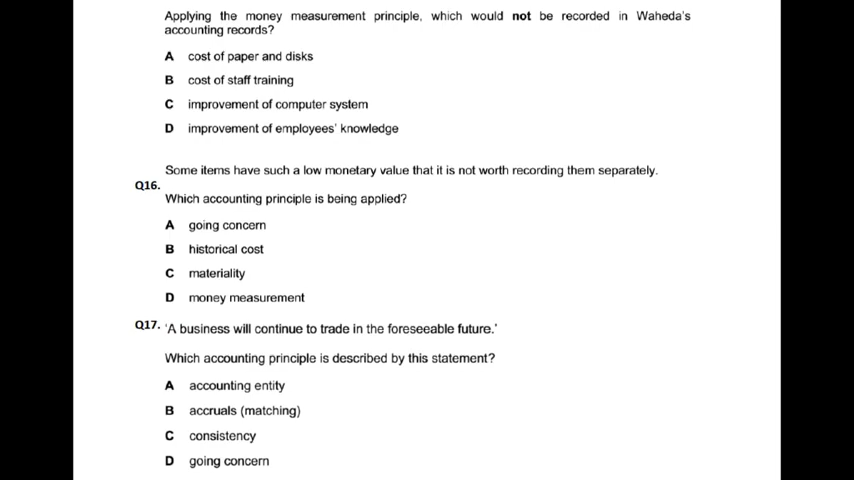 Applying the money measurement principle, which would not be recorded in Waheda's
accounting records?
A cost of paper and disks
B cost of staff training
C improvement of computer system
D improvement of employees' knowledge
Some items have such a low monetary value that it is not worth recording them separately.
Q16.
Which accounting principle is being applied?
A going concern
B historical cost
C materiality
D money measurement
Q17. 'A business will continue to trade in the foreseeable future.'
Which accounting principle is described by this statement?
A accounting entity
B accruals (matching)
C consistency
D going concern